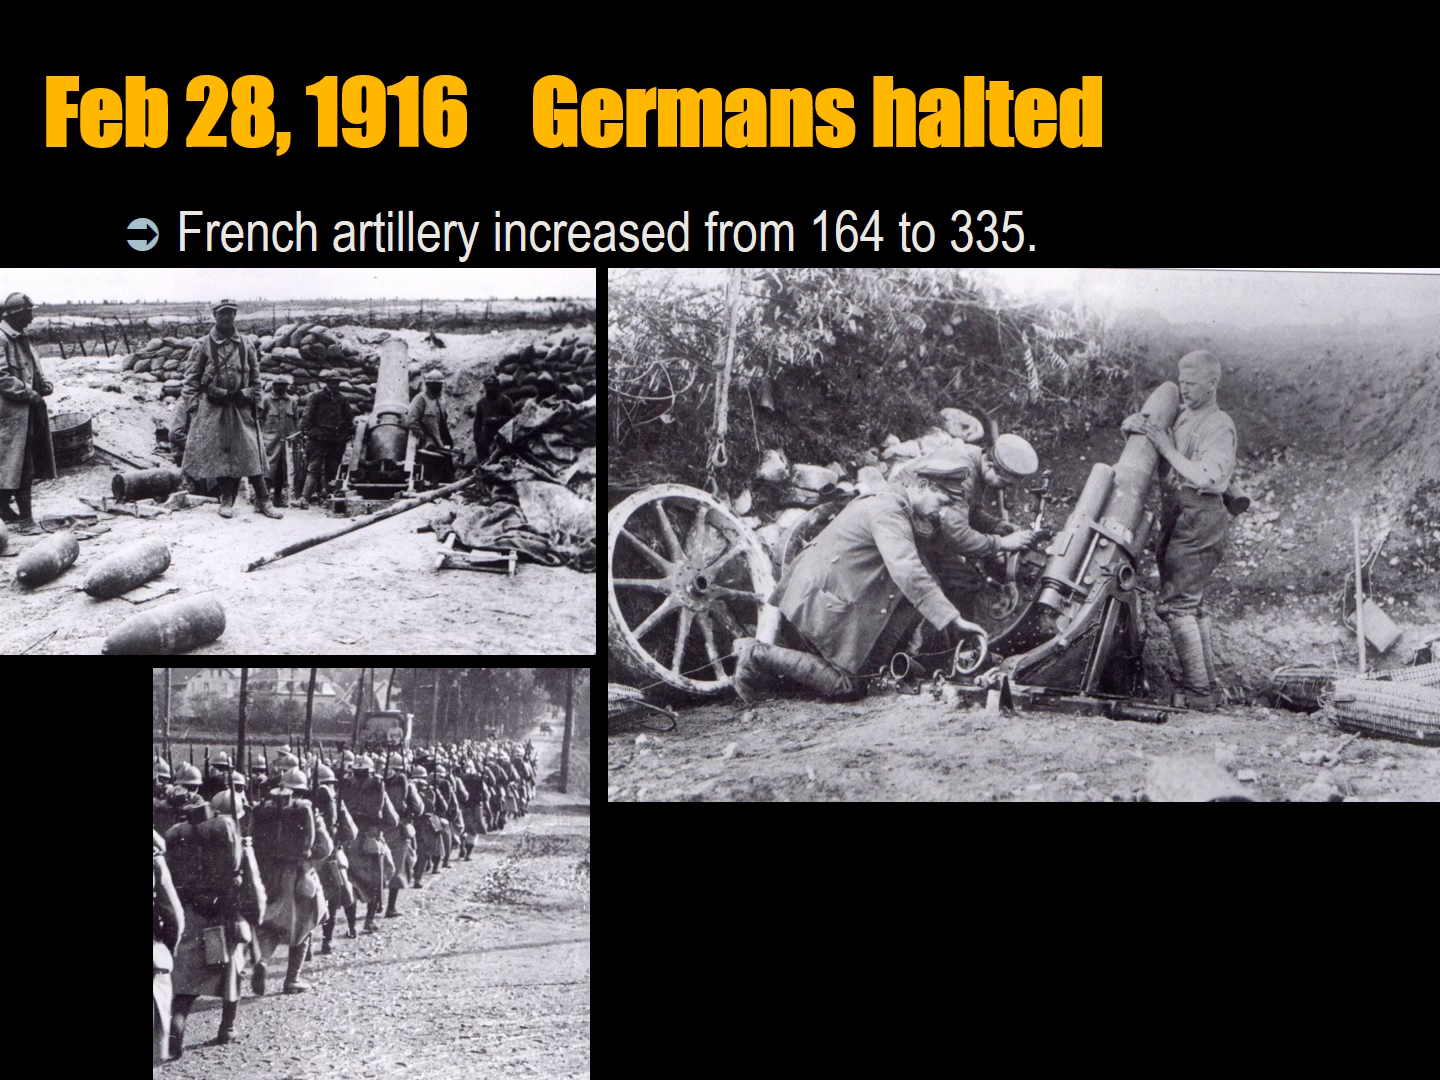 Feb 28, 1916 Germans halted
French artillery increased from 164 to 335.